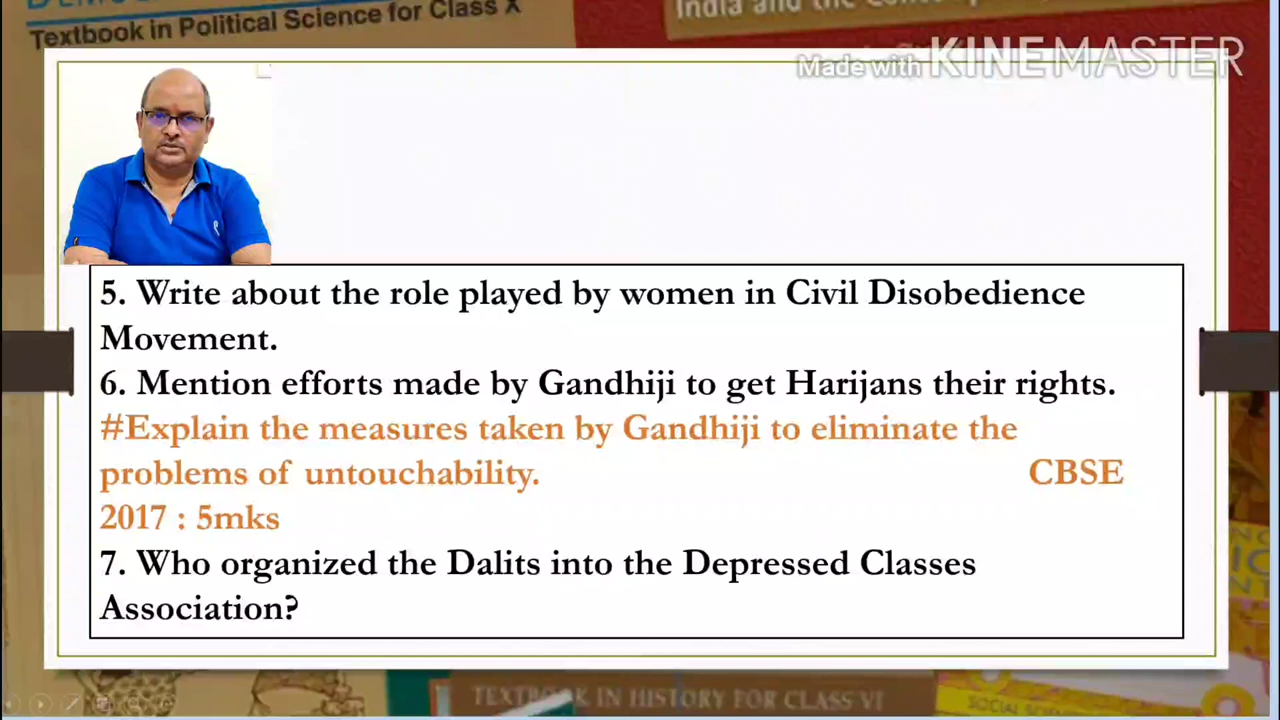 Textbook in Political Science for Class X
India and the
Made with KINEMASTER
5. Write about the role played by women in Civil Disobedience
Movement.
6. Mention efforts made by Gandhiji to get Harijans their rights.
#Explain the measures taken by Gandhiji to eliminate the
problems of untouchability. CBSE
2017 : 5mks
7. Who organized the Dalits into the Depressed Classes
Association?
TEXTBOOK IN HISTORY FOR CLASS VI